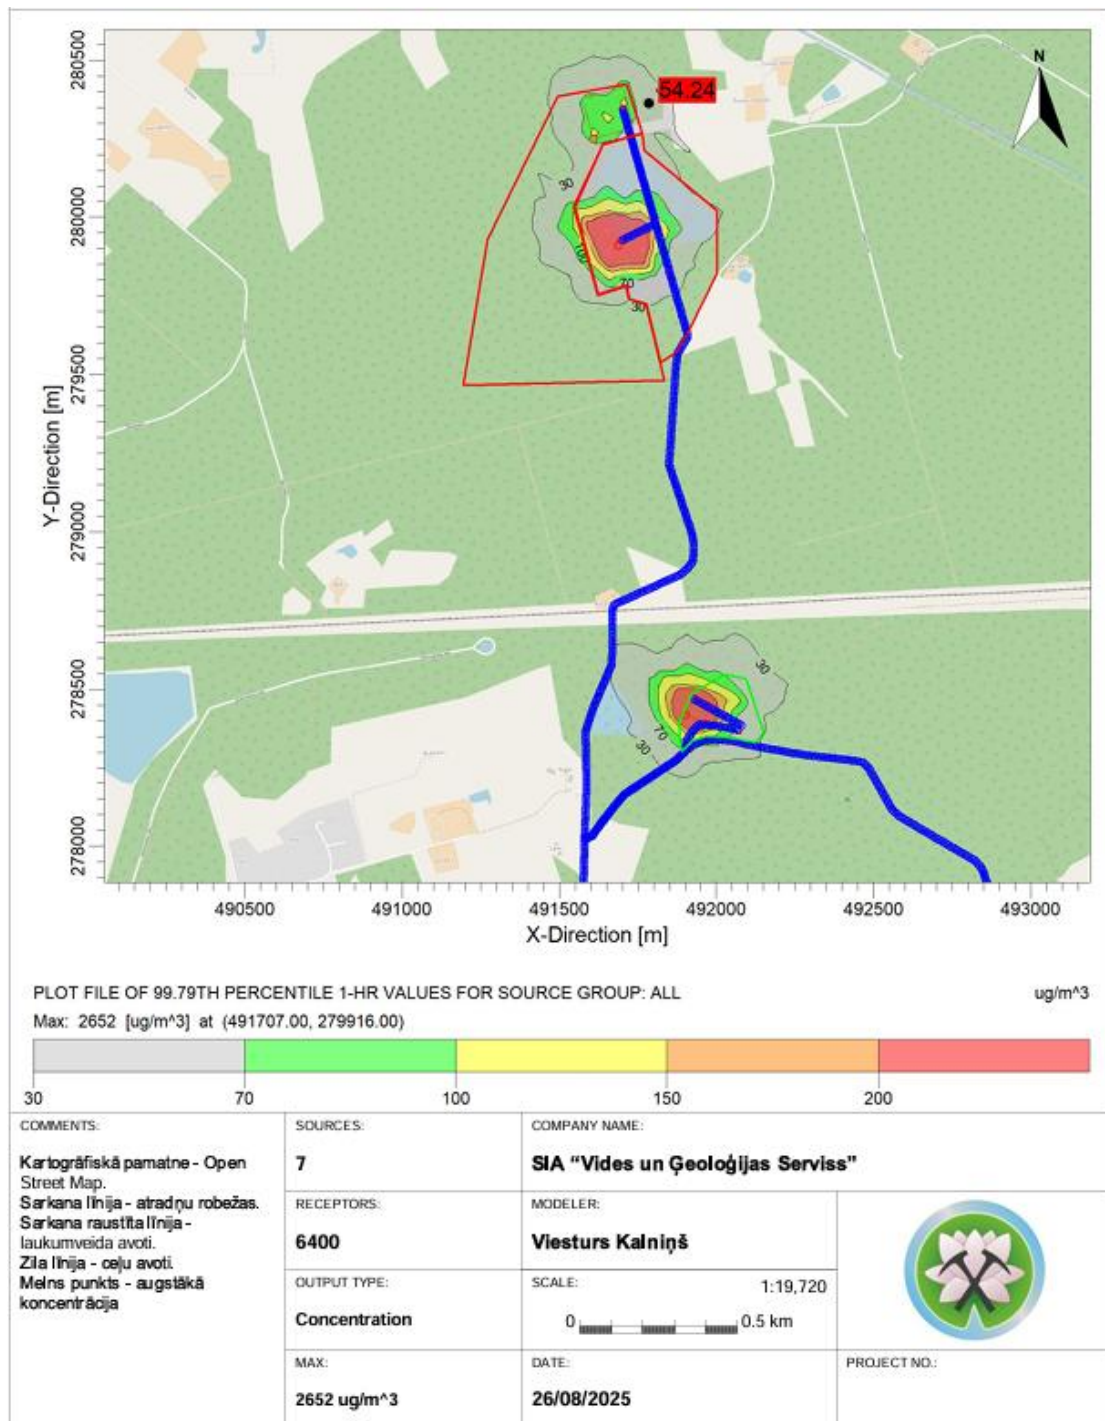 N
54.24
30
100
70
30
30
70
30
Y-Direction [m]
280500
280000
279500
279000
278500
278000
490500 491000 491500 492000 492500 493000
X-Direction [m]
PLOT FILE OF 99.79TH PERCENTILE 1-HR VALUES FOR SOURCE GROUP: ALL ug/m^3
Max: 2652 [ug/m^3] at (491707.00, 279916.00)
30 70 100 150 200
COMMENTS:
Kartogrāfiskā pamatne - Open
Street Map.
Sarkana līnija - atradņu robežas.
Sarkana raustīta līnija -
laukumveida avoti.
Zila līnija - ceļu avoti.
Melns punkts - augstākā
koncentrācija
SOURCES:
7
COMPANY NAME:
SIA “Vides un Ģeoloģijas Serviss”
RECEPTORS:
6400
MODELER:
Viesturs Kalniņš
OUTPUT TYPE:
Concentration
SCALE: 1:19,720
0 0.5 km
MAX:
2652 ug/m^3
DATE:
26/08/2025
PROJECT NO.: